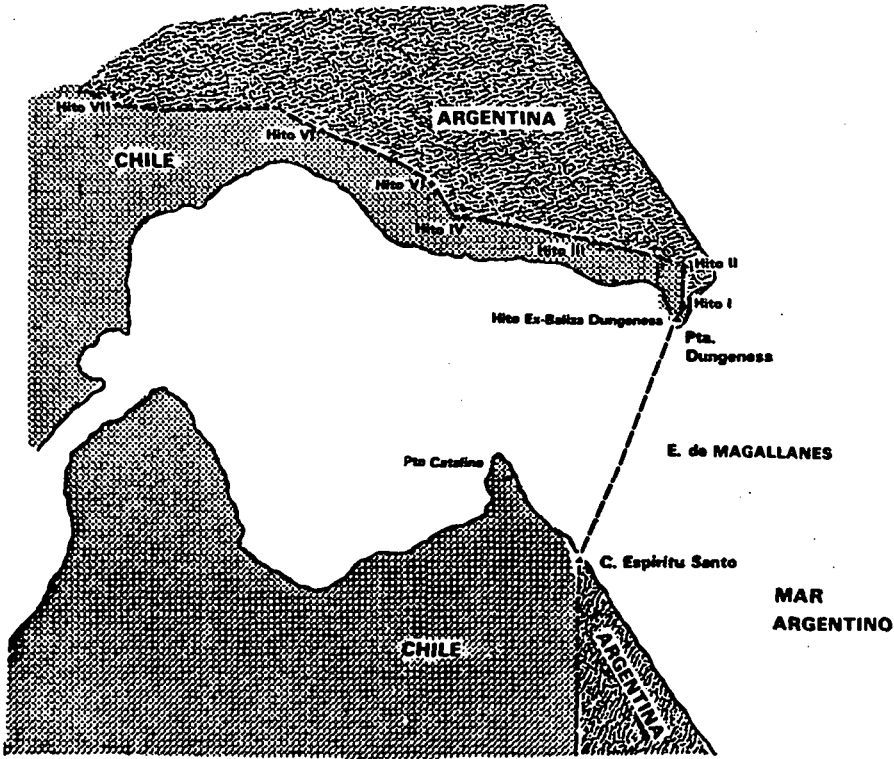 ARGENTINA
Hito VII
Hito VI
CHILE
Hito V
Hito IV
Hito III
Hito II
Hito I
Hito Ex-Baliza Dungeness
Pta.
Dungeness
E. de MAGALLANES
Pta Catalina
C. Espiritu Santo
MAR
ARGENTINO
CHILE
ARGENTINA